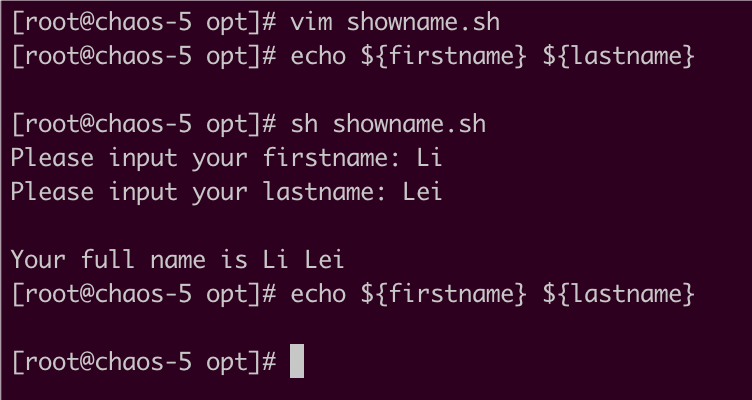 [root@chaos-5 opt]# vim showname.sh
[root@chaos-5 opt]# echo ${firstname} ${lastname}
[root@chaos-5 opt]# sh showname.sh
Please input your firstname: Li
Please input your lastname: Lei
Your full name is Li Lei
[root@chaos-5 opt]# echo ${firstname} ${lastname}
[root@chaos-5 opt]#